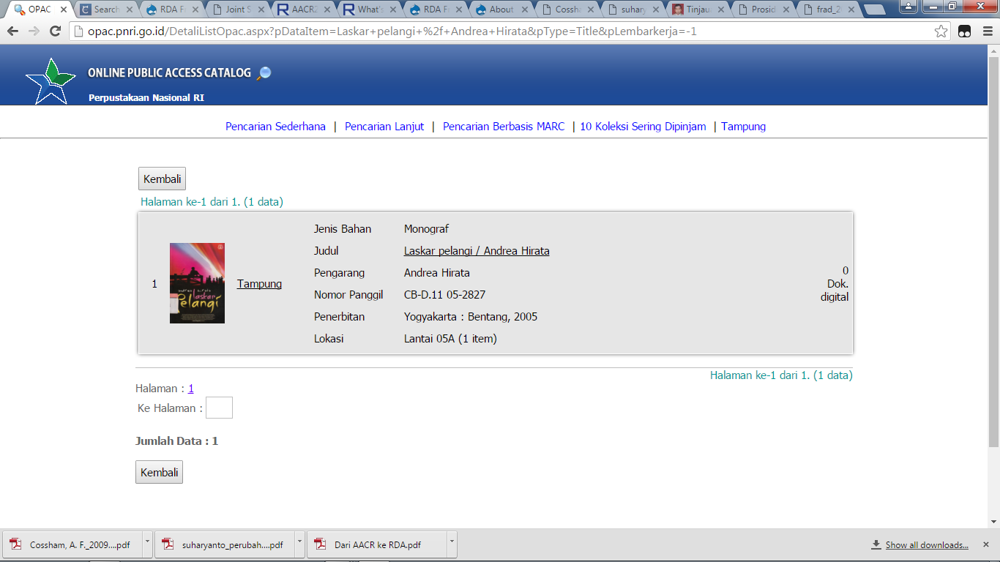 OPAC Search RDA F Joint S AACR2 What's RDA F About Cossha suhary Tinjau Prosid frad_20
opac.pnri.go.id/DetaliListOpac.aspx?pDataItem=Laskar+pelangi+%2f+Andrea+Hirata&pType=Title&pLembarkerja=-1
ONLINE PUBLIC ACCESS CATALOG
Perpustakaan Nasional RI
Pencarian Sederhana | Pencarian Lanjut | Pencarian Berbasis MARC | 10 Koleksi Sering Dipinjam | Tampung
Kembali
Halaman ke-1 dari 1. (1 data)
1
andrea hirata
laskar
pelangi
Tampung
Jenis Bahan Monograf
Judul Laskar pelangi / Andrea Hirata
Pengarang Andrea Hirata
Nomor Panggil CB-D.11 05-2827
Penerbitan Yogyakarta : Bentang, 2005
Lokasi Lantai 05A (1 item)
0
Dok.
digital
Halaman ke-1 dari 1. (1 data)
Halaman : 1
Ke Halaman :
Jumlah Data : 1
Kembali
Cossham, A. F._2009....pdf suharyanto_perubah....pdf Dari AACR ke RDA.pdf Show all downloads...